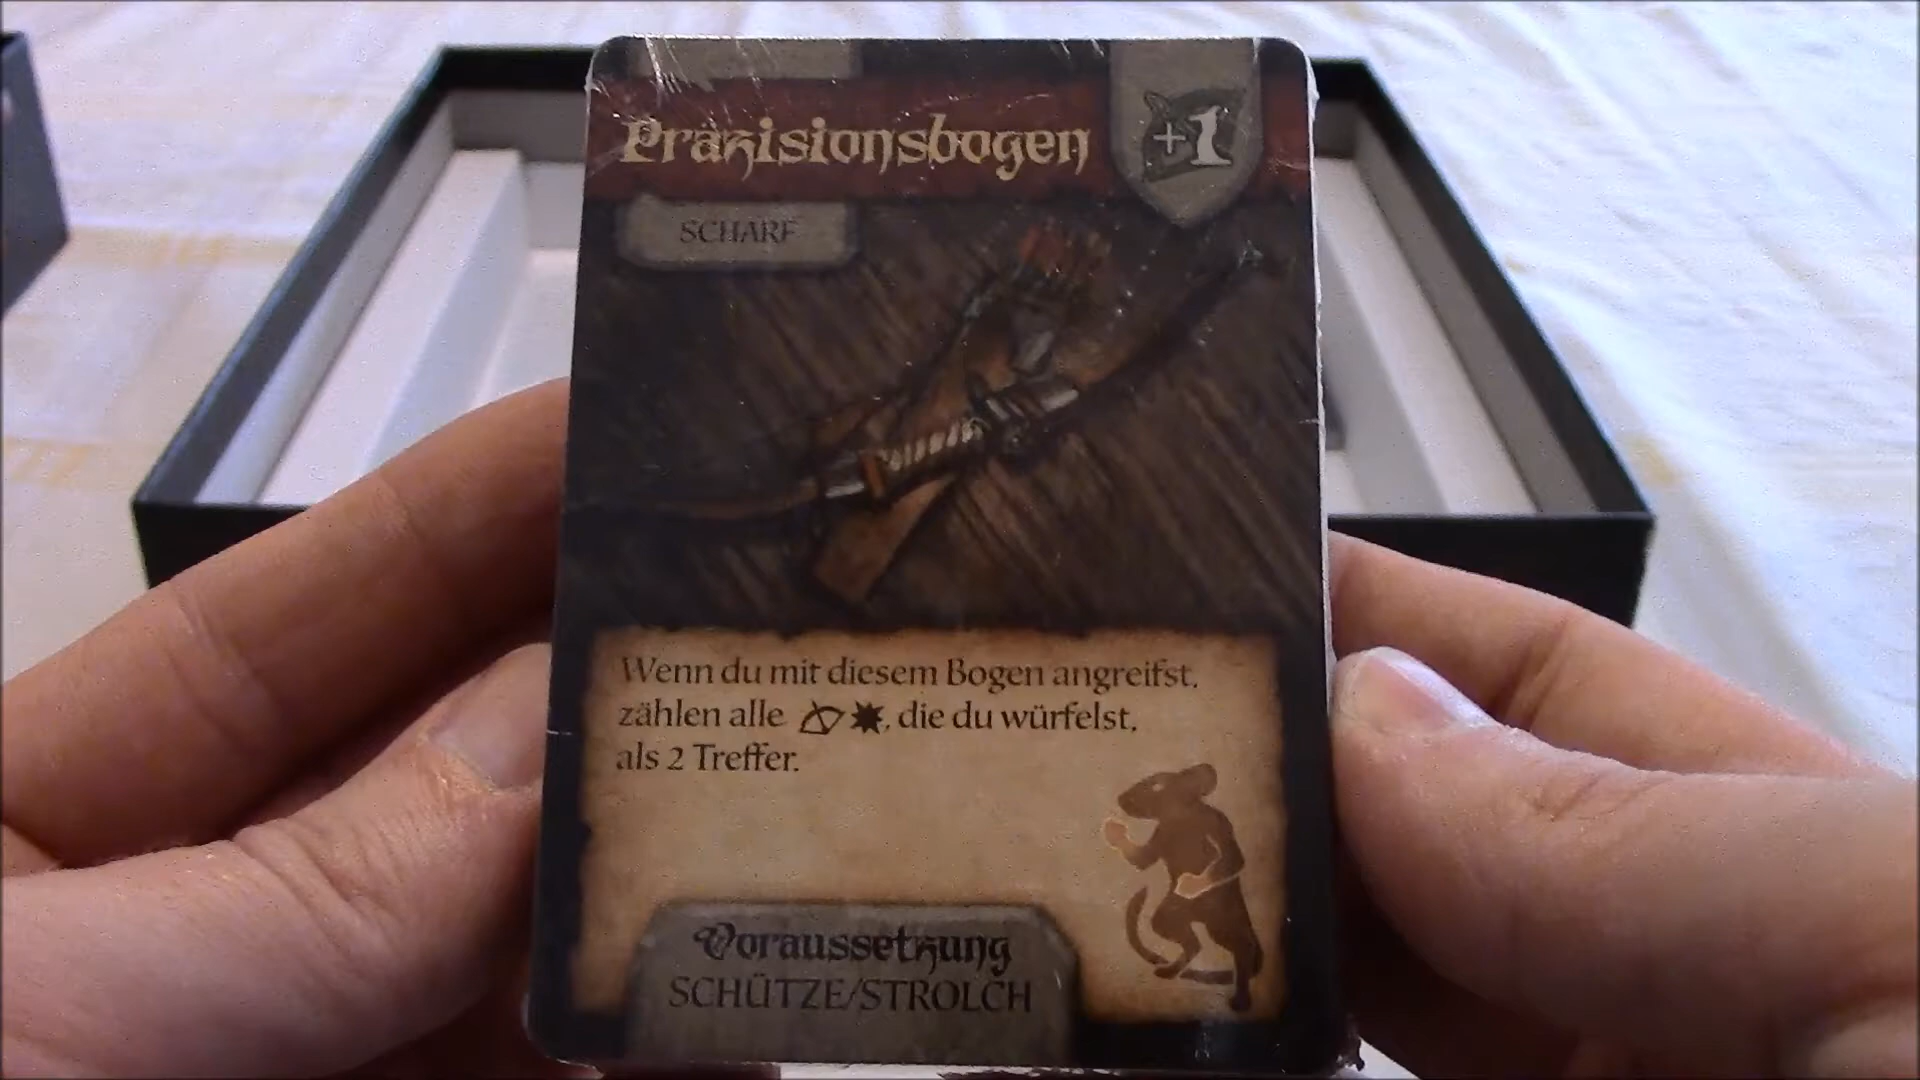 Präzisionsbogen
+1
SCHARF
Wenn du mit diesem Bogen angreifst,
zählen alle , die du würfelst,
als 2 Treffer.
Voraussetzung
SCHÜTZE/STROLCH